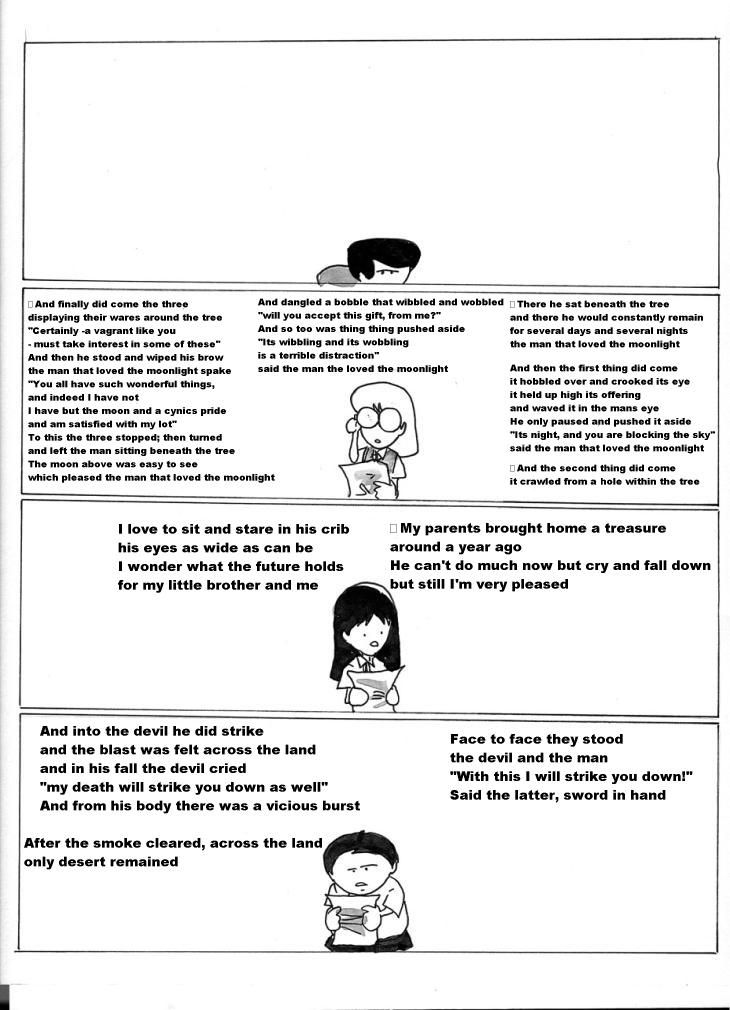 There he sat beneath the tree
and there he would constantly remain
for several days and several nights
the man that loved the moonlight
And then the first thing did come
it hobbled over and crooked its eye
it held up high its offering
and waved it in the mans eye
He only paused and pushed it aside
"Its night, and you are blocking the sky"
said the man that loved the moonlight
And the second thing did come
it crawled from a hole within the tree
And dangled a bobble that wibbled and wobbled
"will you accept this gift, from me?"
And so too was thing thing pushed aside
"Its wibbling and its wobbling
is a terrible distraction"
said the man the loved the moonlight
And finally did come the three
displaying their wares around the tree
"Certainly -a vagrant like you
- must take interest in some of these"
And then he stood and wiped his brow
the man that loved the moonlight spake
"You all have such wonderful things,
and indeed I have not
I have but the moon and a cynics pride
and am satisfied with my lot"
To this the three stopped; then turned
and left the man sitting beneath the tree
The moon above was easy to see
which pleased the man that loved the moonlight
My parents brought home a treasure
around a year ago
He can't do much now but cry and fall down
but still I'm very pleased
I love to sit and stare in his crib
his eyes as wide as can be
I wonder what the future holds
for my little brother and me
Face to face they stood
the devil and the man
"With this I will strike you down!"
Said the latter, sword in hand
And into the devil he did strike
and the blast was felt across the land
and in his fall the devil cried
"my death will strike you down as well"
And from his body there was a vicious burst
After the smoke cleared, across the land
only desert remained